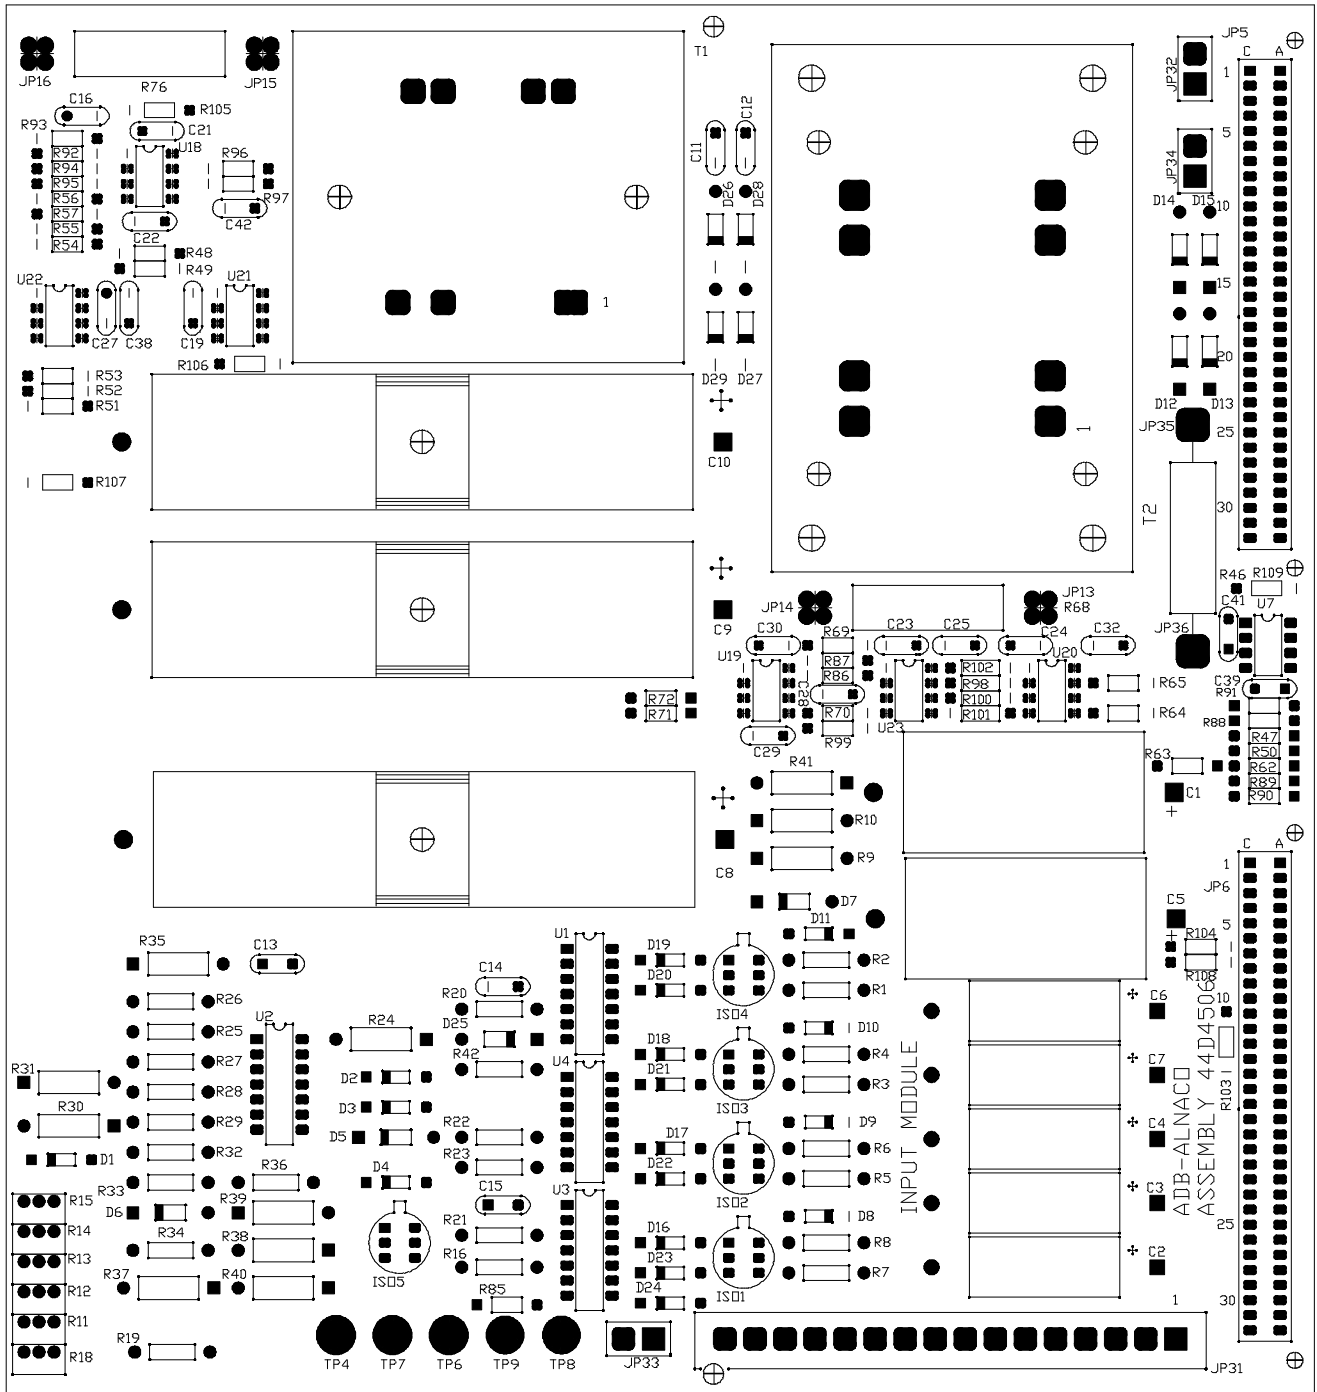 JP16
R76
JP15
T1
JP5
C A
JP32
1
C16
R105
C21
C12
R93
U18
C11
5
R92
R96
JP34
R94
R95
R97
D26
D28
R56
D14
D15
10
R57
C42
R55
C22
R54
R48
R49
U22
U21
15
1
C27
C38
C19
20
R106
D29
D27
R53
R52
R51
D12
D13
JP35
1
25
C10
R107
T2
30
R46
R109
JP14
JP13
R68
C41
U7
C9
C30
R69
C23
C25
C24
C32
JP36
U19
R87
U20
R86
R102
C39
R98
R65
R91
R72
C28
R100
R71
R70
R101
R64
R88
U23
C29
R99
R47
R63
R50
R41
R62
R89
C1
R90
+
R10
C A
R9
1
C8
JP6
D7
C5
5
D11
U1
+
R104
R35
C13
D19
R2
C14
D20
R108
R26
R20
R1
C6
10
U2
R24
D25
ISO4
R25
D10
R27
R42
U4
D18
R4
R31
D2
D21
R3
C7
R28
R103
R30
D3
ISO3
R29
D5
R22
D17
D9
C4
R32
R23
D22
R6
D1
R36
D4
R5
R33
C15
U3
ISO2
C3
R15
D6
R39
D8
25
R14
R34
R38
R21
D16
R8
C2
R13
R16
D23
R37
R40
ISO5
R7
R12
R85
D24
ISO1
1
30
R11
R19
R18
TP4
TP7
TP6
TP9
TP8
JP33
JP31
INPUT MODULE
ADB-ALNACO
ASSEMBLY 44D4506